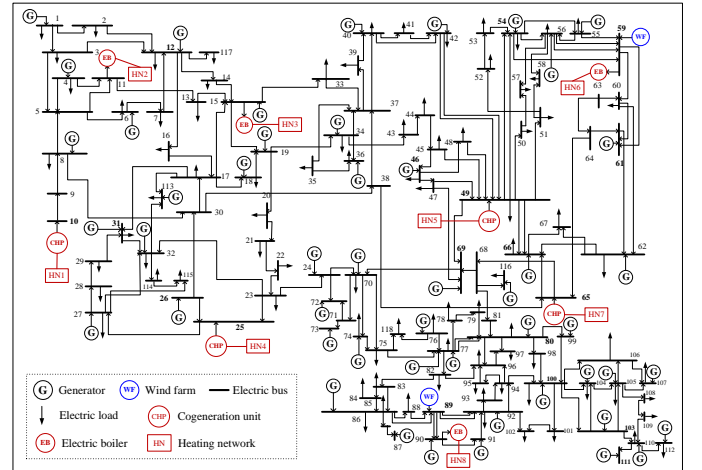 G G G WF
1 2 40 41 42 54 56 55 59
3 12 EB 117 53 58 EB
G 4 11 HN2 G 14 39 57 HN6 63 60
13 15 G 33 52
5 6 7 EB HN3 37 44 51 64 G 61
G G 34 43 50
16 19 G 45 48
8 17 G 18 35 36 G 46
G 113 38 G 47
9 20 49
10 G 31 30 HN5 CHP 67
CHP 32 21 69 68 66 62
HN1 29 G 22 G G 116 G G
28 114 115 24 70 G 65
27 26 23 72 G 78 79 81 CHP HN7
G G 25 73 71 G 118 G 76 80 G
CHP HN4 74 75 77 97 98 99
82 96 100 106
83 95 94 G 104 105 107
84 85 WF 89 93 108
86 88 92 G 109
87 G 90 EB 91 102 101 103 110 112
G HN8 G 111 G
G Generator WF Wind farm Electric bus
Electric load CHP Cogeneration unit
EB Electric boiler HN Heating network